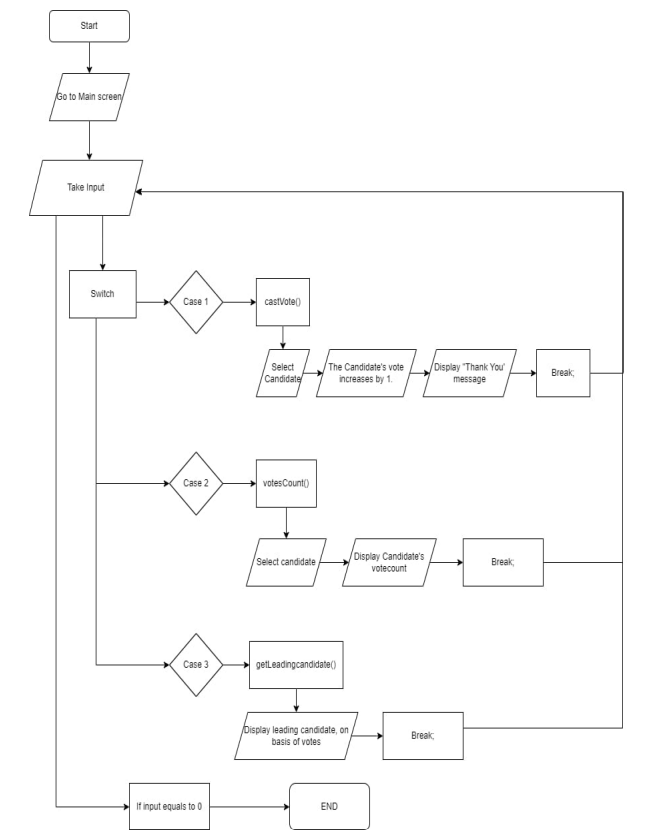 Start
Go to Main screen
Take Input
Switch
Case 1
castVote()
Select
Candidate
The Candidate's vote
increases by 1.
Display "Thank You'
message
Break;
Case 2
votesCount()
Select candidate
Display Candidate's
votecount
Break;
Case 3
getLeadingcandidate()
Display leading candidate, on
basis of votes
Break;
If input equals to 0
END